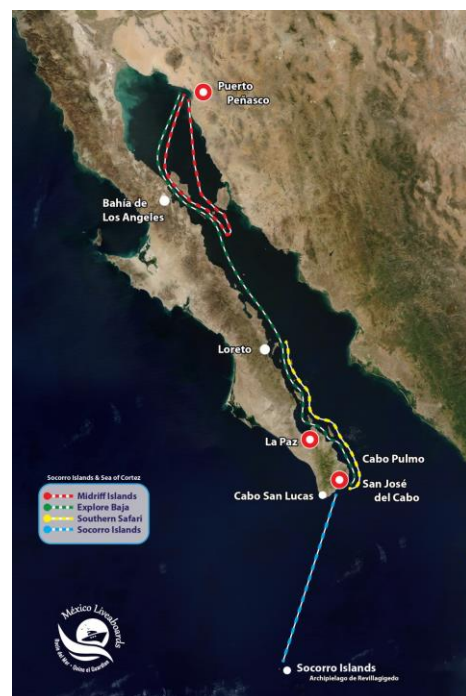 Puerto
Peñasco
Bahía de
Los Angeles
Loreto
La Paz
Cabo Pulmo
San José
del Cabo
Cabo San Lucas
Socorro Islands & Sea of Cortez
Midriff Islands
Explore Baja
Southern Safari
Socorro Islands
México Liveaboards
Socorro Islands
Archipielago de Revillagigedo